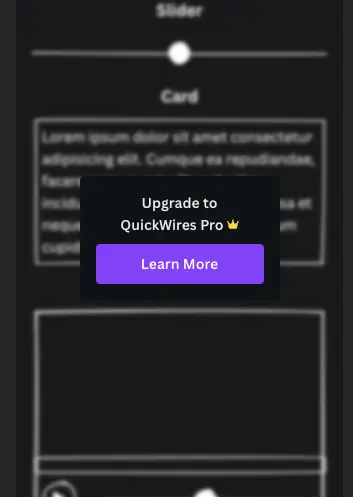 Slider
Card
Lorem ipsum dolor sit amet consectetur
adipisicing elit. Cumque ea repudiandae,
Upgrade to
QuickWires Pro
Learn More